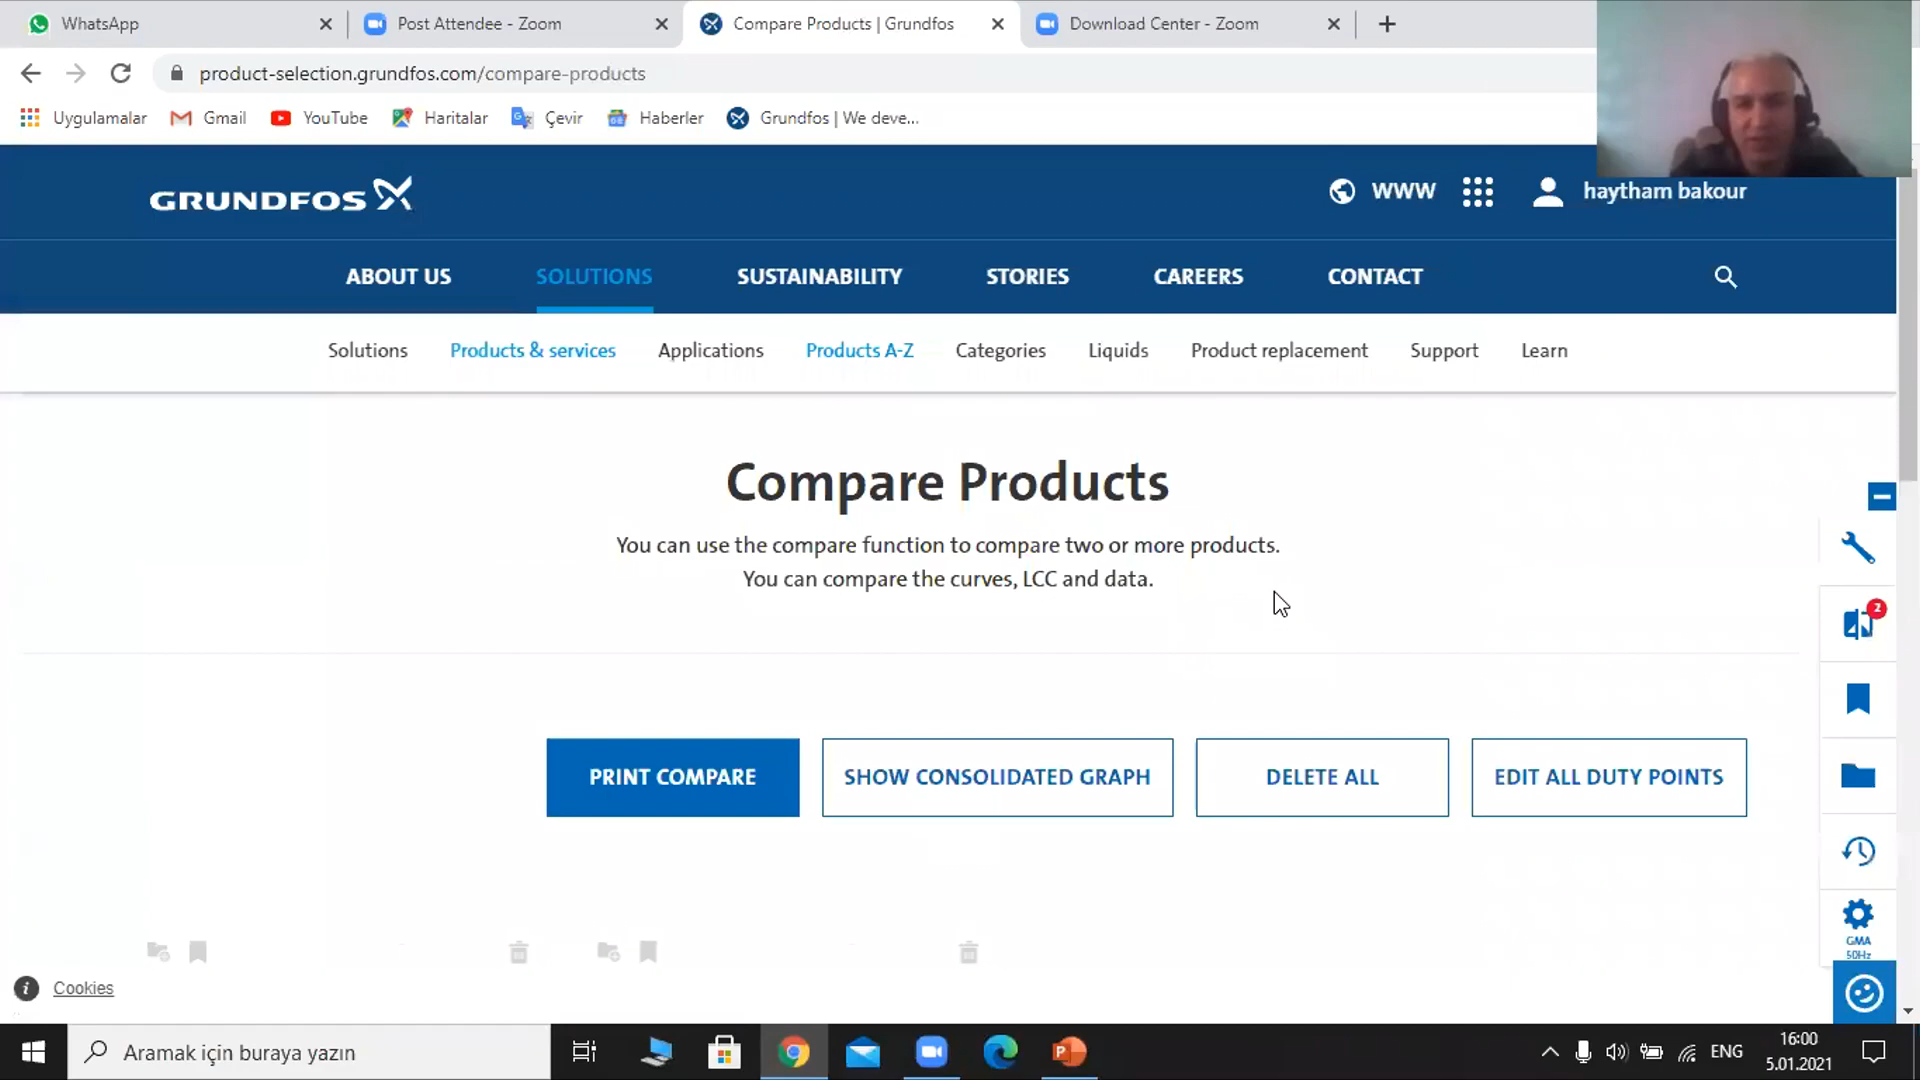 WhatsApp
Post Attendee - Zoom
Compare Products | Grundfos
Download Center - Zoom
product-selection.grundfos.com/compare-products
Uygulamalar
Gmail
YouTube
Haritalar
Çevir
Haberler
Grundfos | We deve...
GRUNDFOS
WWW
haytham bakour
ABOUT US
SOLUTIONS
SUSTAINABILITY
STORIES
CAREERS
CONTACT
Solutions
Products & services
Applications
Products A-Z
Categories
Liquids
Product replacement
Support
Learn
Compare Products
You can use the compare function to compare two or more products.
You can compare the curves, LCC and data.
2
PRINT COMPARE
SHOW CONSOLIDATED GRAPH
DELETE ALL
EDIT ALL DUTY POINTS
GMA
50Hz
Cookies
Aramak için buraya yazın
ENG
16:00
5.01.2021